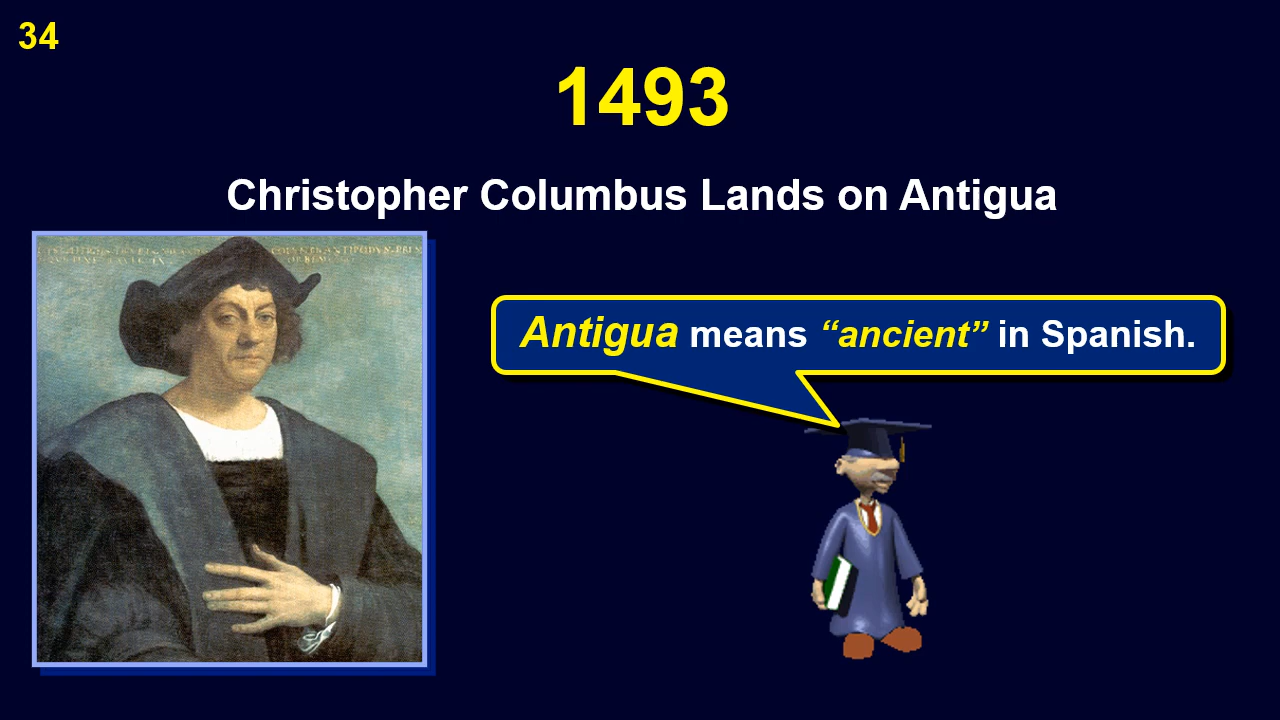 34
1493
Christopher Columbus Lands on Antigua
Antigua means “ancient” in Spanish.